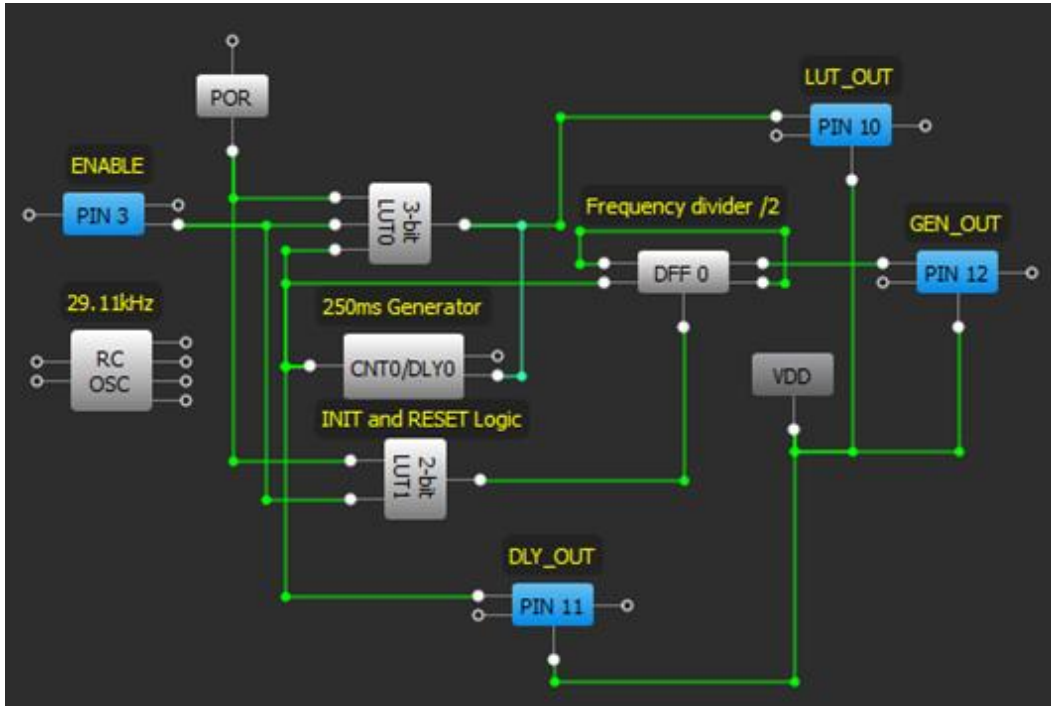 LUT_OUT
POR
PIN 10
ENABLE
PIN 3
3-bit
LUT0
Frequency divider /2
GEN_OUT
DFF 0
PIN 12
29.11kHz
250ms Generator
RC
OSC
CNT0/DLY0
VDD
INIT and RESET Logic
2-bit
LUT1
DLY_OUT
PIN 11